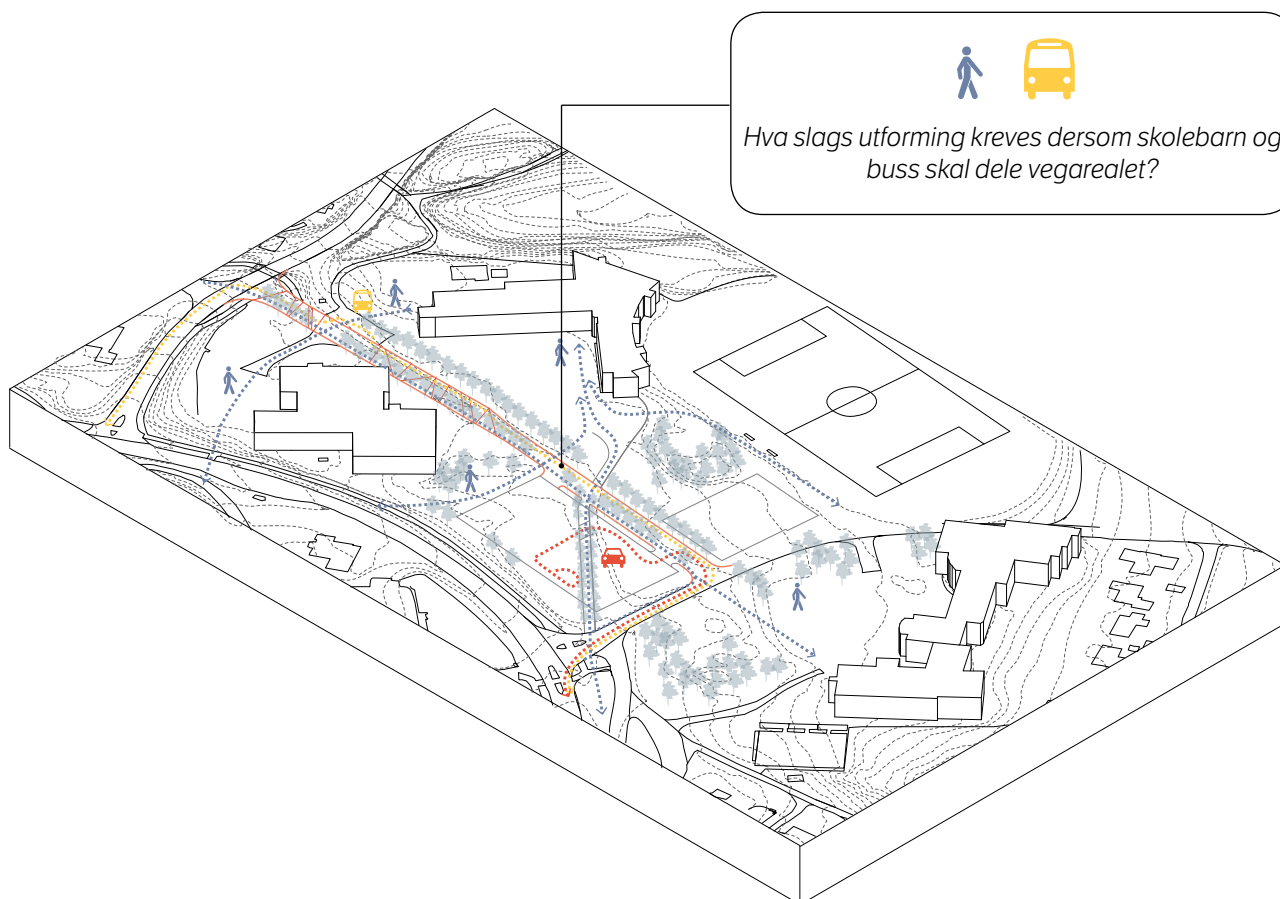 Hva slags utforming kreves dersom skolebarn og
buss skal dele vegarealet?